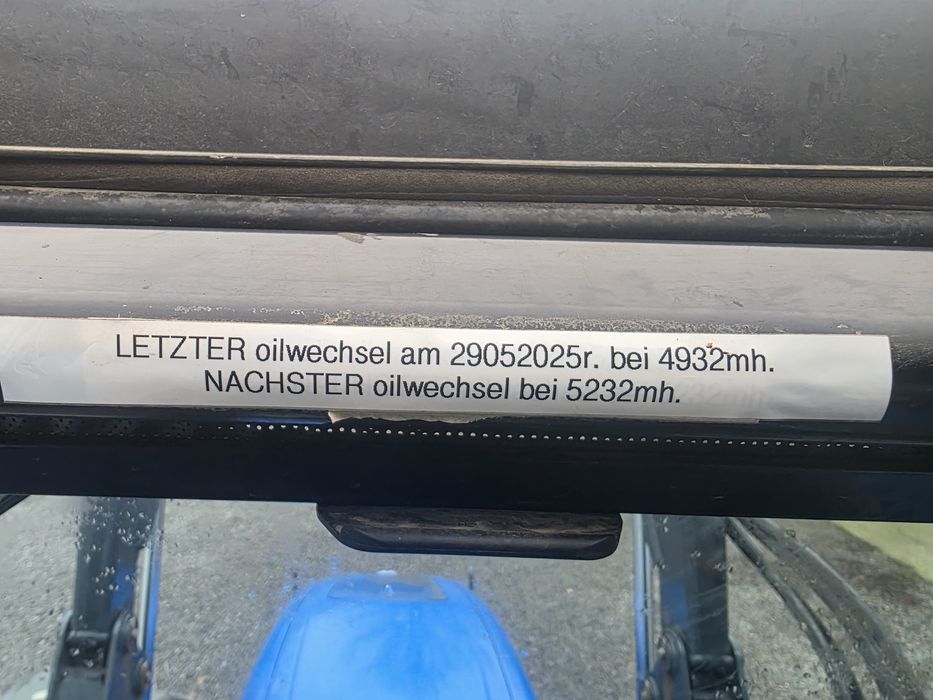 LETZTER oilwechsel am 29052025r. bei 4932mh.
NACHSTER oilwechsel bei 5232mh.